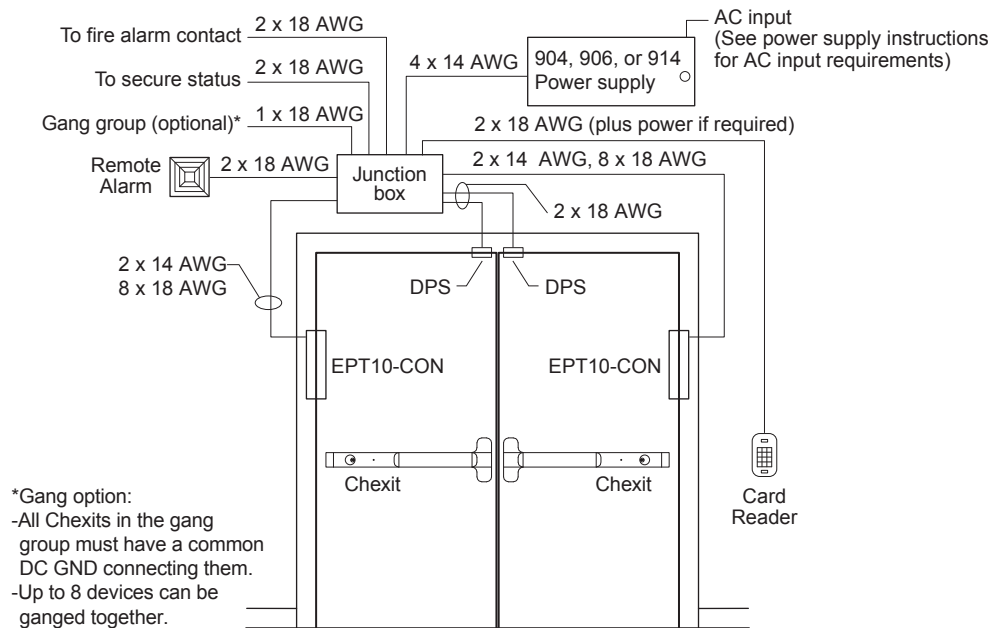 To fire alarm contact
2 x 18 AWG
To secure status
2 x 18 AWG
Gang group (optional)*
1 x 18 AWG
Remote
Alarm
2 x 18 AWG
Junction
box
4 x 14 AWG
904, 906, or 914
Power supply
AC input
(See power supply instructions
for AC input requirements)
2 x 18 AWG (plus power if required)
2 x 14 AWG, 8 x 18 AWG
2 x 18 AWG
2 x 14 AWG
8 x 18 AWG
DPS
DPS
EPT10-CON
EPT10-CON
Chexit
Chexit
Card
Reader
*Gang option:
-All Chexits in the gang
group must have a common
DC GND connecting them.
-Up to 8 devices can be
ganged together.